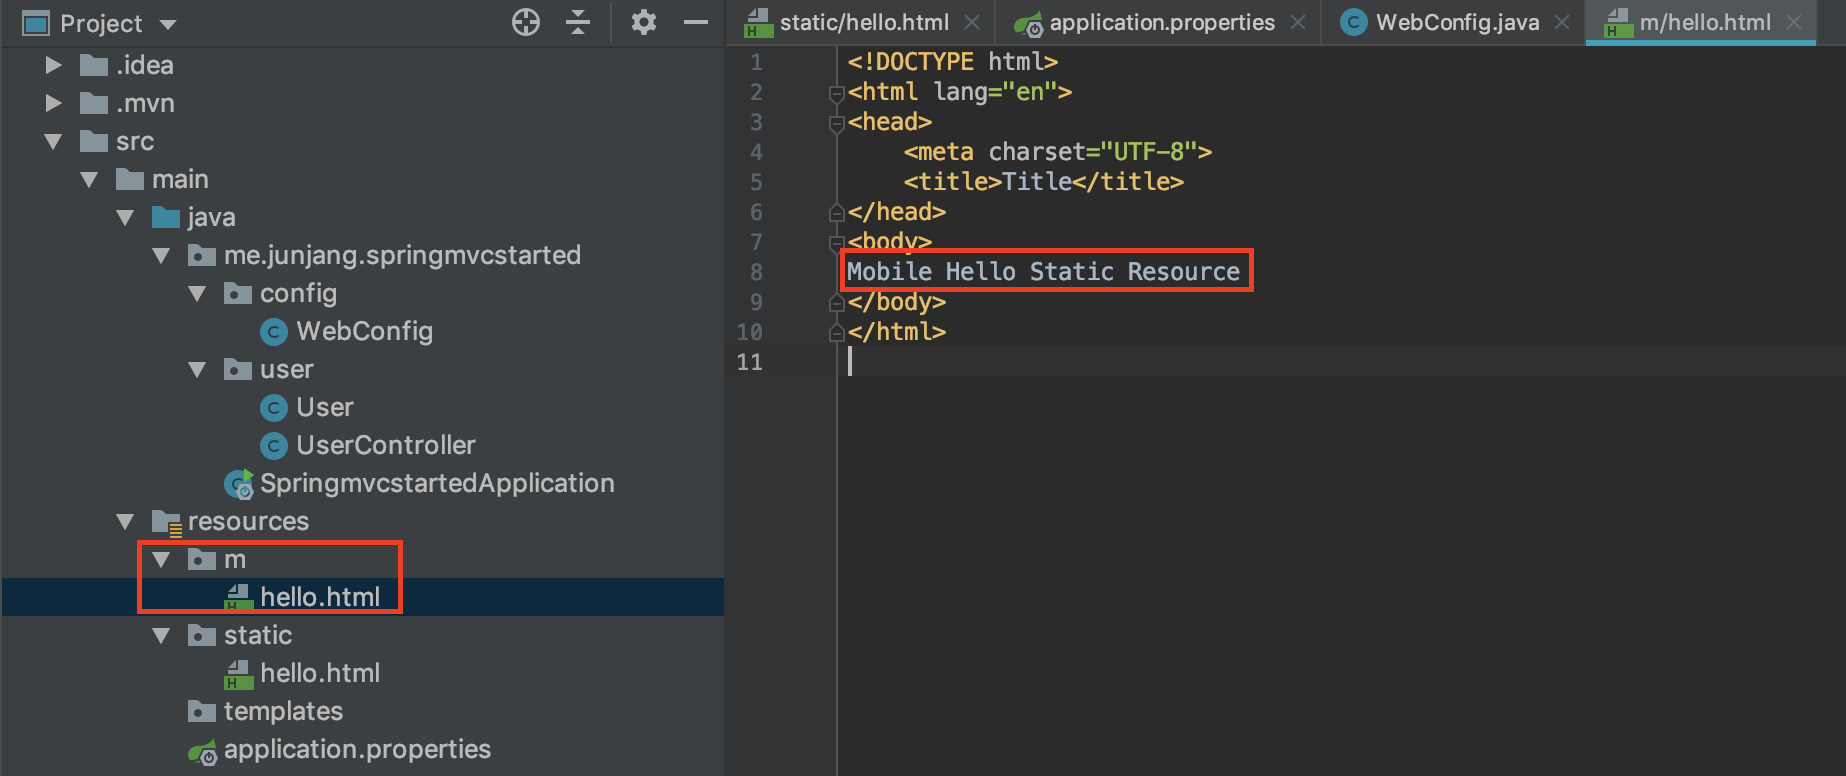 Project
.idea
.mvn
src
main
java
me.junjang.springmvcstarted
config
C WebConfig
user
C User
C UserController
C SpringmvcstartedApplication
resources
m
H hello.html
static
H hello.html
templates
application.properties
H static/hello.html application.properties C WebConfig.java H m/hello.html
1 <!DOCTYPE html>
2 <html lang="en">
3 <head>
4 <meta charset="UTF-8">
5 <title>Title</title>
6 </head>
7 <body>
8 Mobile Hello Static Resource
9 </body>
10 </html>
11